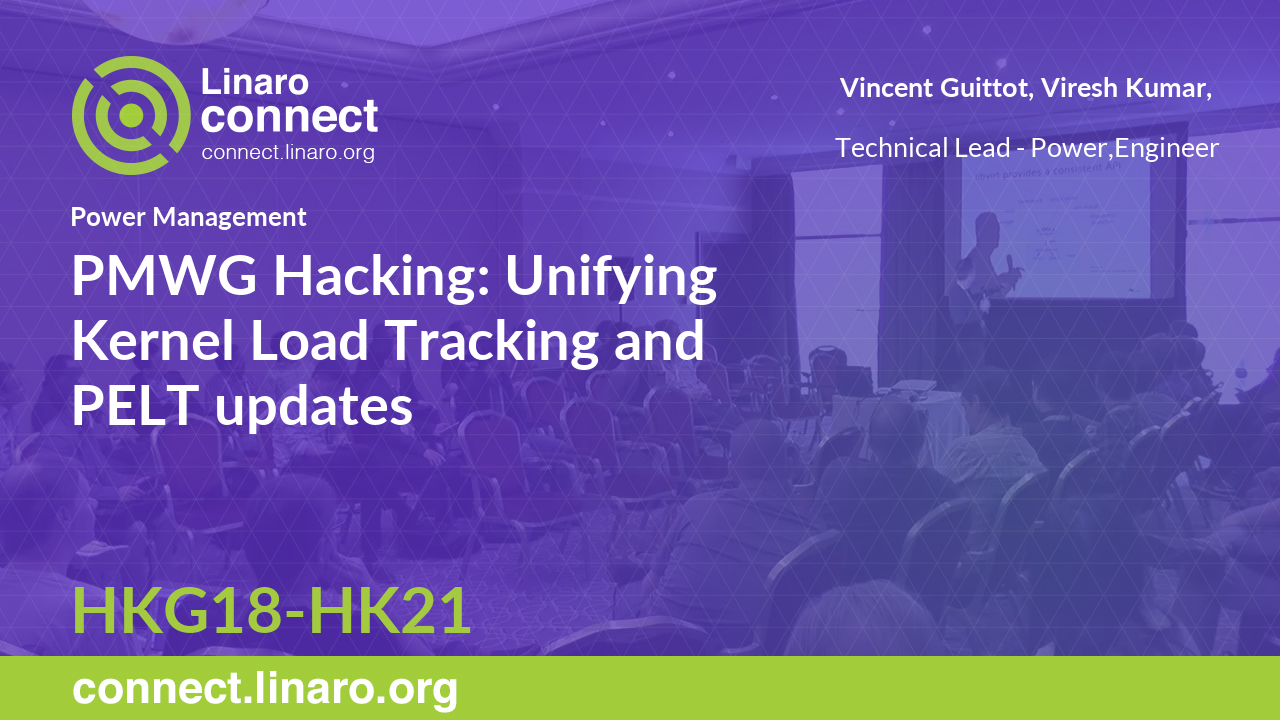 Linaro
connect
connect.linaro.org
Vincent Guittot, Viresh Kumar,
Technical Lead - Power,Engineer
Power Management
PMWG Hacking: Unifying
Kernel Load Tracking and
PELT updates
HKG18-HK21
connect.linaro.org